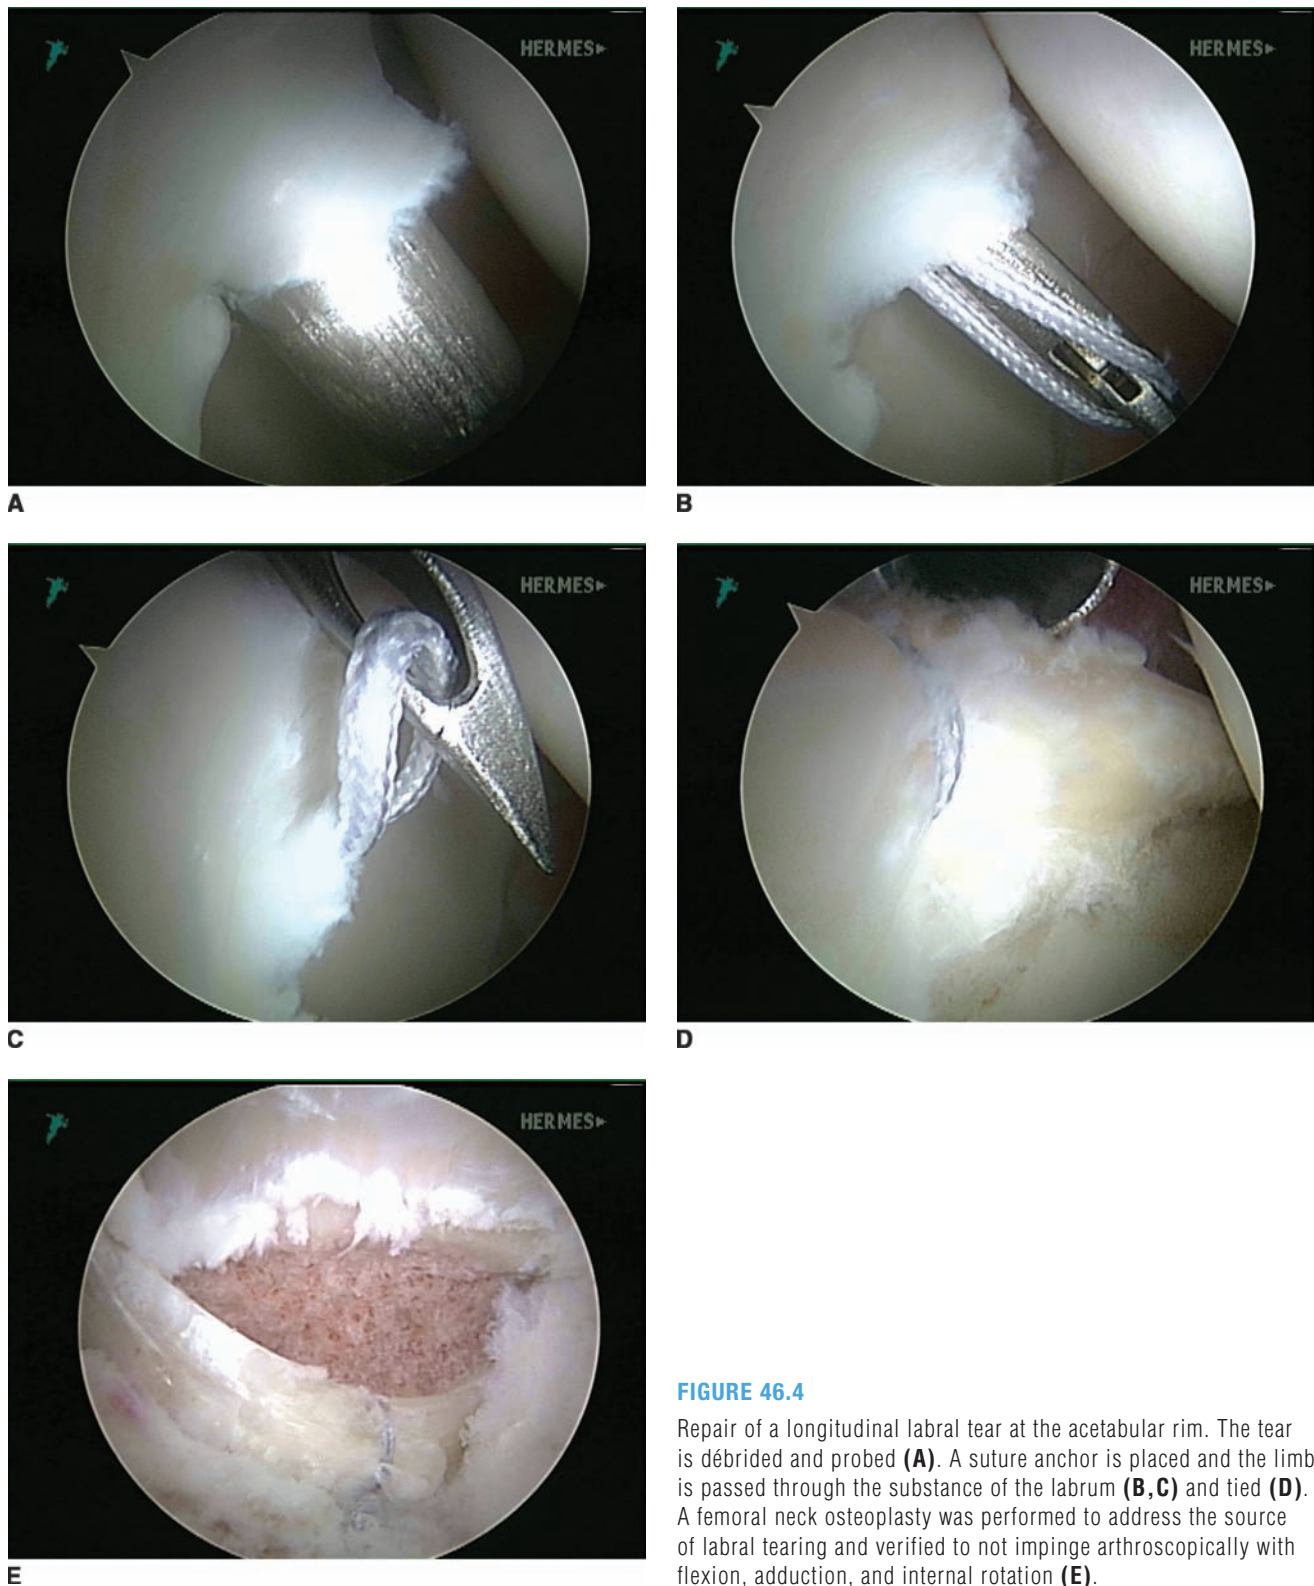 HERMES
HERMES
A
B
HERMES
HERMES
C
D
HERMES
E
FIGURE 46.4
Repair of a longitudinal labral tear at the acetabular rim. The tear
is débrided and probed (A). A suture anchor is placed and the limb
is passed through the substance of the labrum (B,C) and tied (D).
A femoral neck osteoplasty was performed to address the source
of labral tearing and verified to not impinge arthroscopically with
flexion, adduction, and internal rotation (E).